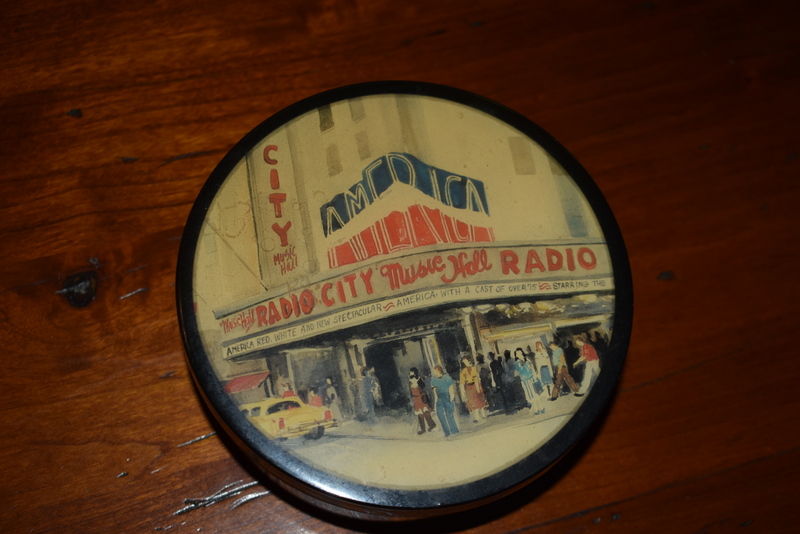 CITY
MUSIC
HALL
AMERICA
Music Hall RADIO CITY Music Hall RADIO
AMERICA RED, WHITE AND NEW SPECTACULAR AMERICA WITH A CAST OF OVER 75 STARRING THE